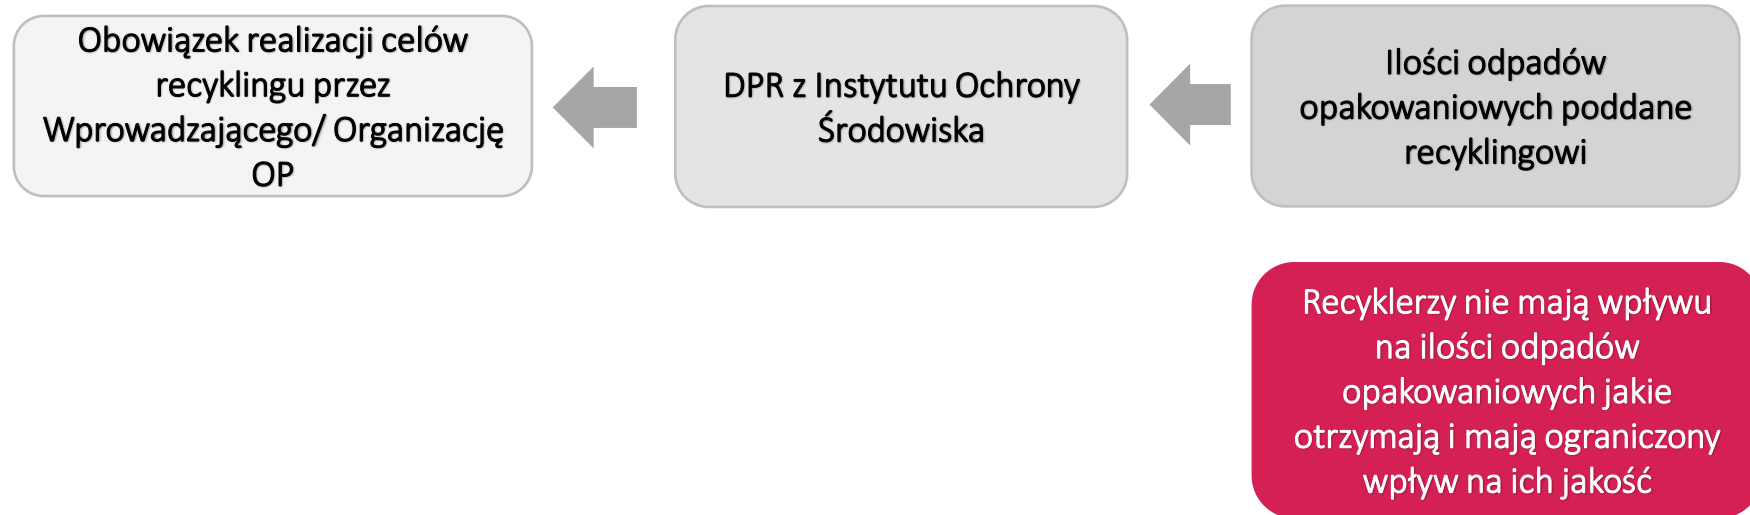 Obowiązek realizacji celów
recyklingu przez
Wprowadzającego/ Organizację
OP
DPR z Instytutu Ochrony
Środowiska
Ilości odpadów
opakowaniowych poddane
recyklingowi
Recyklerzy nie mają wpływu
na ilości odpadów
opakowaniowych jakie
otrzymają i mają ograniczony
wpływ na ich jakość